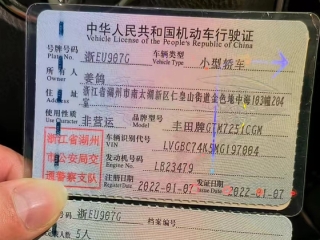 中华人民共和国机动车行驶证
Vehicle License of the People's Republic of China
号牌号码 浙EU907G 车辆类型 小型轿车
Plate No. Vehicle Type
所有人 姜鸽
Owner
住址 浙江省湖州市南太湖新区仁皇山街道金色地中海103幢204室
Address
使用性质 非营运 品牌型号 丰田牌GTM7251CGM
Use Character Model
浙江省湖州市公安局交通警察支队
车辆识别代号 LVGBC74K5MG197004
VIN
发动机号码 LB23479
Engine No.
注册日期 2022-01-07 发证日期 2022-01-07
Register Date Issue Date
号牌号码 浙EU907G 档案编号
5人